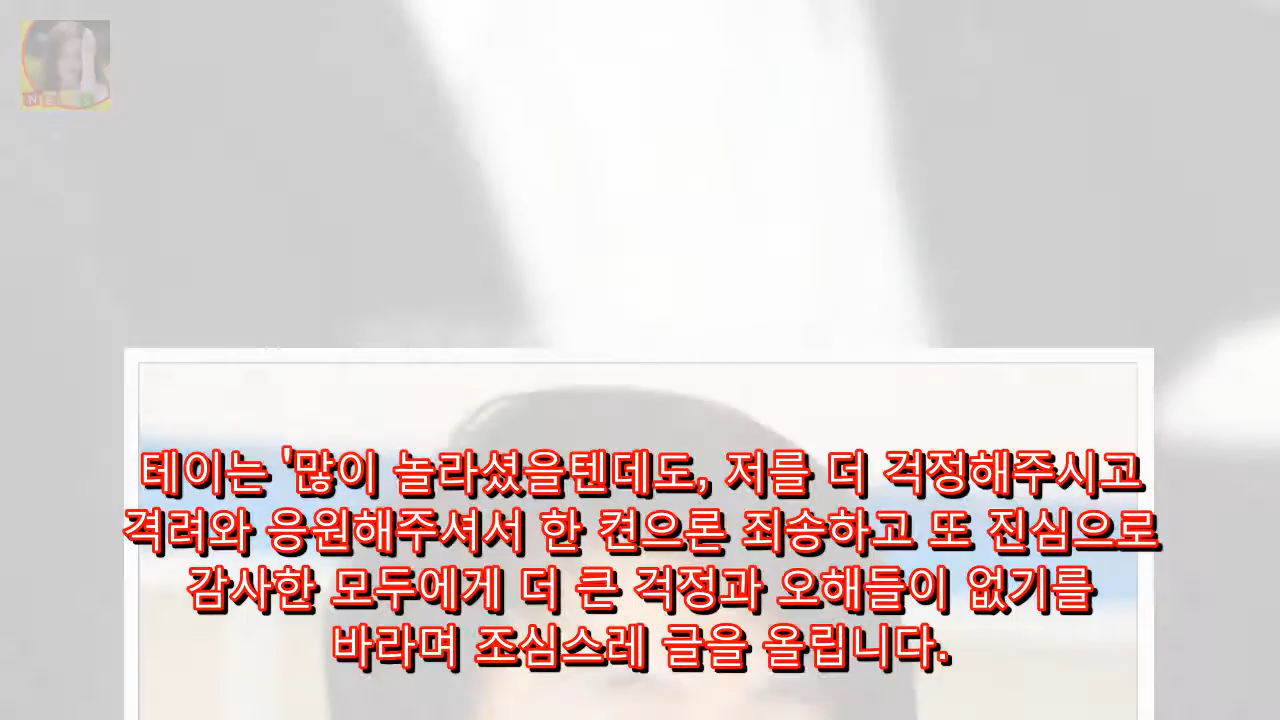 테이는 '많이 놀라셨을텐데도, 저를 더 걱정해주시고
격려와 응원해주셔서 한 켠으론 죄송하고 또 진심으로
감사한 모두에게 더 큰 걱정과 오해들이 없기를
바라며 조심스레 글을 올립니다.